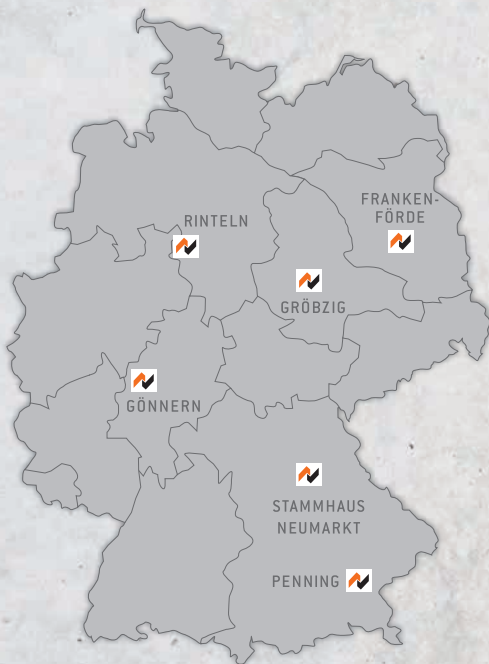 RINTELN
FRANKEN-
FÖRDE
GRÖBZIG
GÖNNERN
STAMMHAUS
NEUMARKT
PENNING